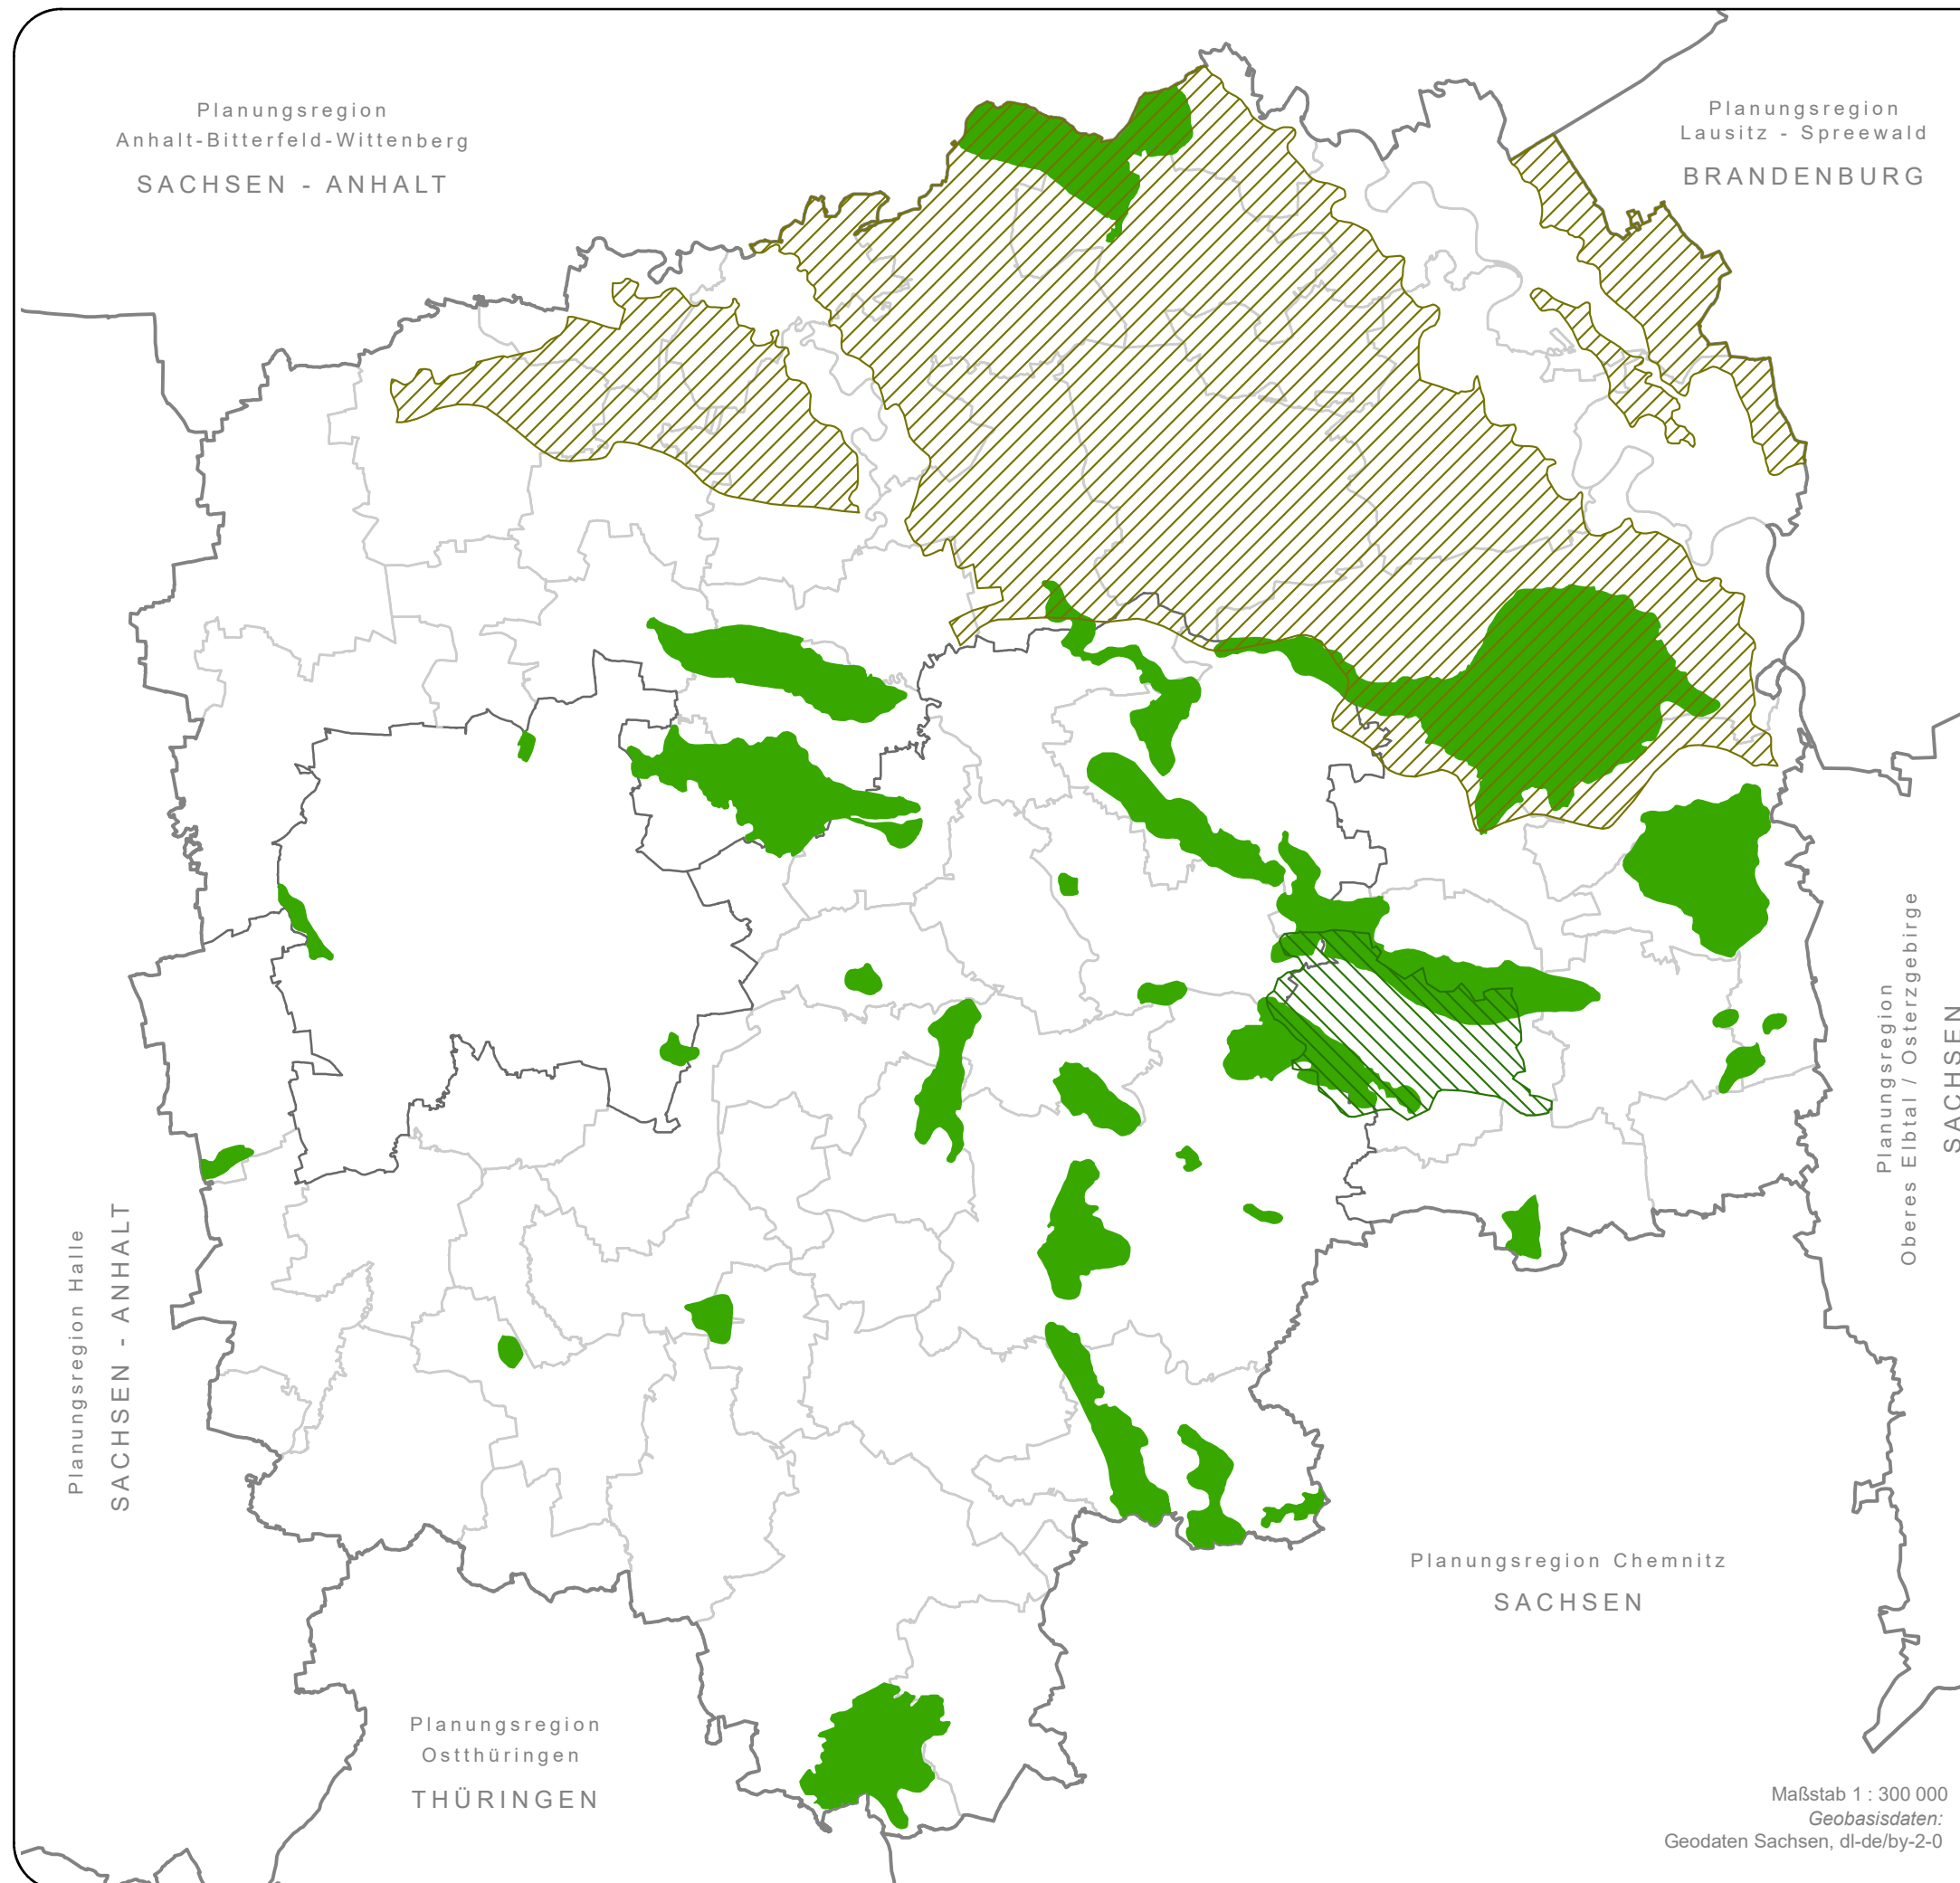 Planungsregion
Anhalt-Bitterfeld-Wittenberg
SACHSEN - ANHALT
Planungsregion
Lausitz - Spreewald
BRANDENBURG
Planungsregion
Oberes Elbtal / Osterzgebirge
SACHSEN
Planungsregion Halle
SACHSEN - ANHALT
Planungsregion Chemnitz
SACHSEN
Planungsregion
Ostthüringen
THÜRINGEN
Maßstab 1 : 300 000
Geobasisdaten:
Geodaten Sachsen, dl-de/by-2-0